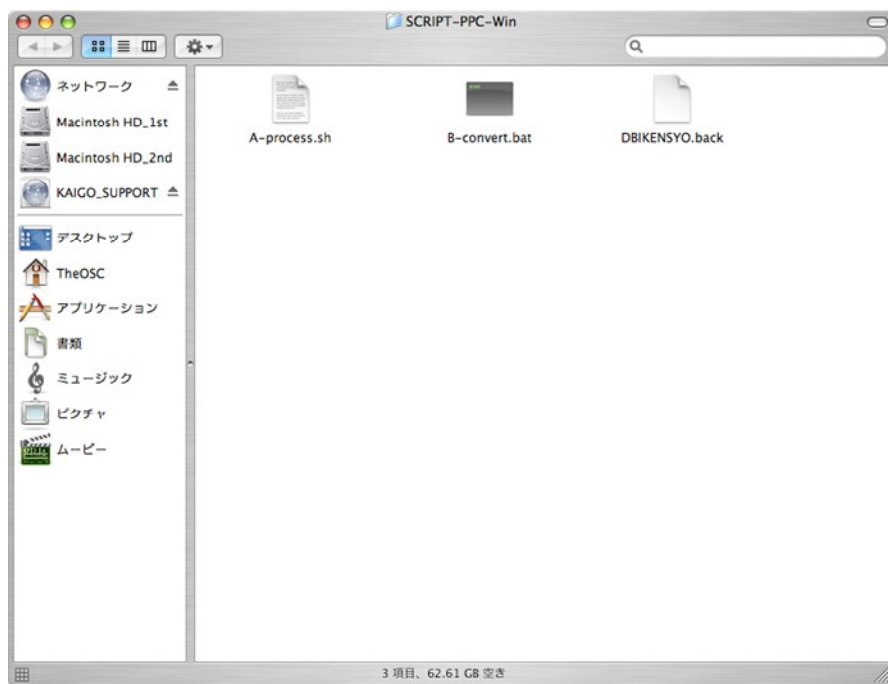 SCRIPT-PPC-Win
ネットワーク
Macintosh HD_1st
Macintosh HD_2nd
KAIGO_SUPPORT
デスクトップ
TheOSC
アプリケーション
書類
ミュージック
ピクチャ
ムービー
A-process.sh
B-convert.bat
DBIKENSYO.back
3 項目、62.61 GB 空き